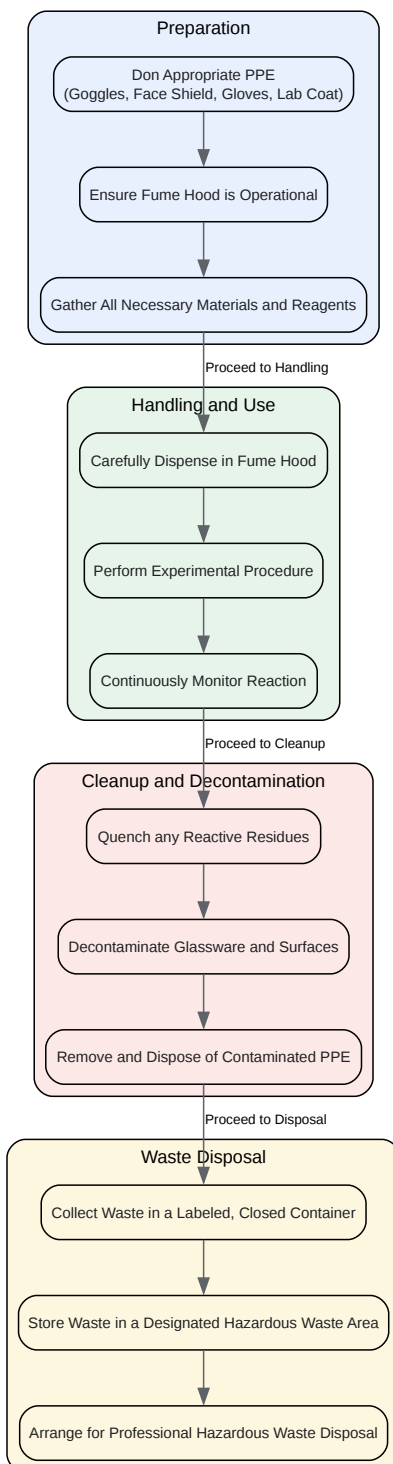 Preparation
Don Appropriate PPE
(Goggles, Face Shield, Gloves, Lab Coat)
Ensure Fume Hood is Operational
Gather All Necessary Materials and Reagents
Proceed to Handling
Handling and Use
Carefully Dispense in Fume Hood
Perform Experimental Procedure
Continuously Monitor Reaction
Proceed to Cleanup
Cleanup and Decontamination
Quench any Reactive Residues
Decontaminate Glassware and Surfaces
Remove and Dispose of Contaminated PPE
Proceed to Disposal
Waste Disposal
Collect Waste in a Labeled, Closed Container
Store Waste in a Designated Hazardous Waste Area
Arrange for Professional Hazardous Waste Disposal